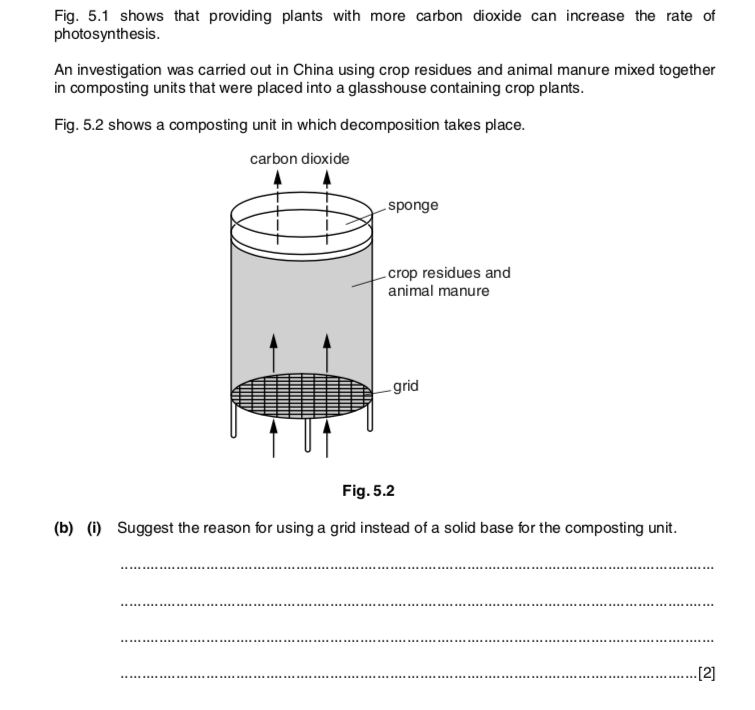 Fig. 5.1 shows that providing plants with more carbon dioxide can increase the rate of
photosynthesis.
An investigation was carried out in China using crop residues and animal manure mixed together
in composting units that were placed into a glasshouse containing crop plants.
Fig. 5.2 shows a composting unit in which decomposition takes place.
carbon dioxide
sponge
crop residues and
animal manure
grid
Fig. 5.2
(b) (i) Suggest the reason for using a grid instead of a solid base for the composting unit.
[2]